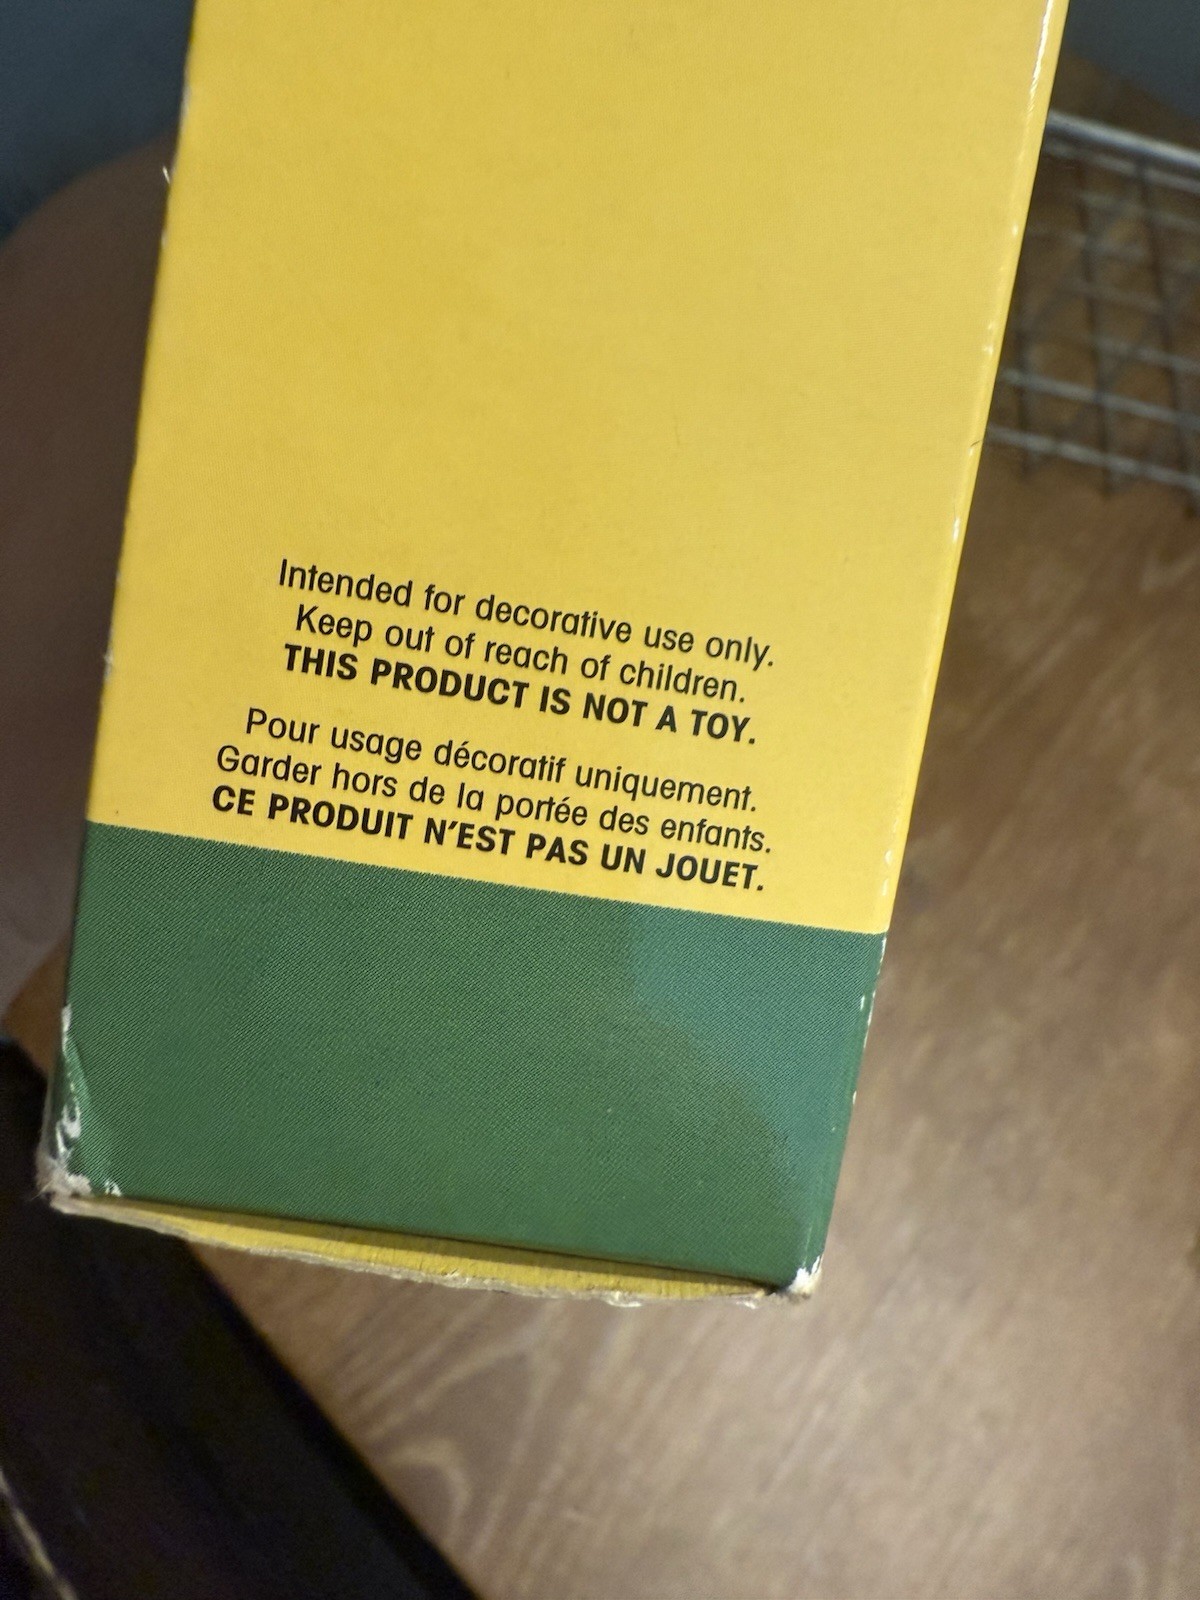 Intended for decorative use only.
Keep out of reach of children.
THIS PRODUCT IS NOT A TOY.
Pour usage décoratif uniquement.
Garder hors de la portée des enfants.
CE PRODUIT N'EST PAS UN JOUET.